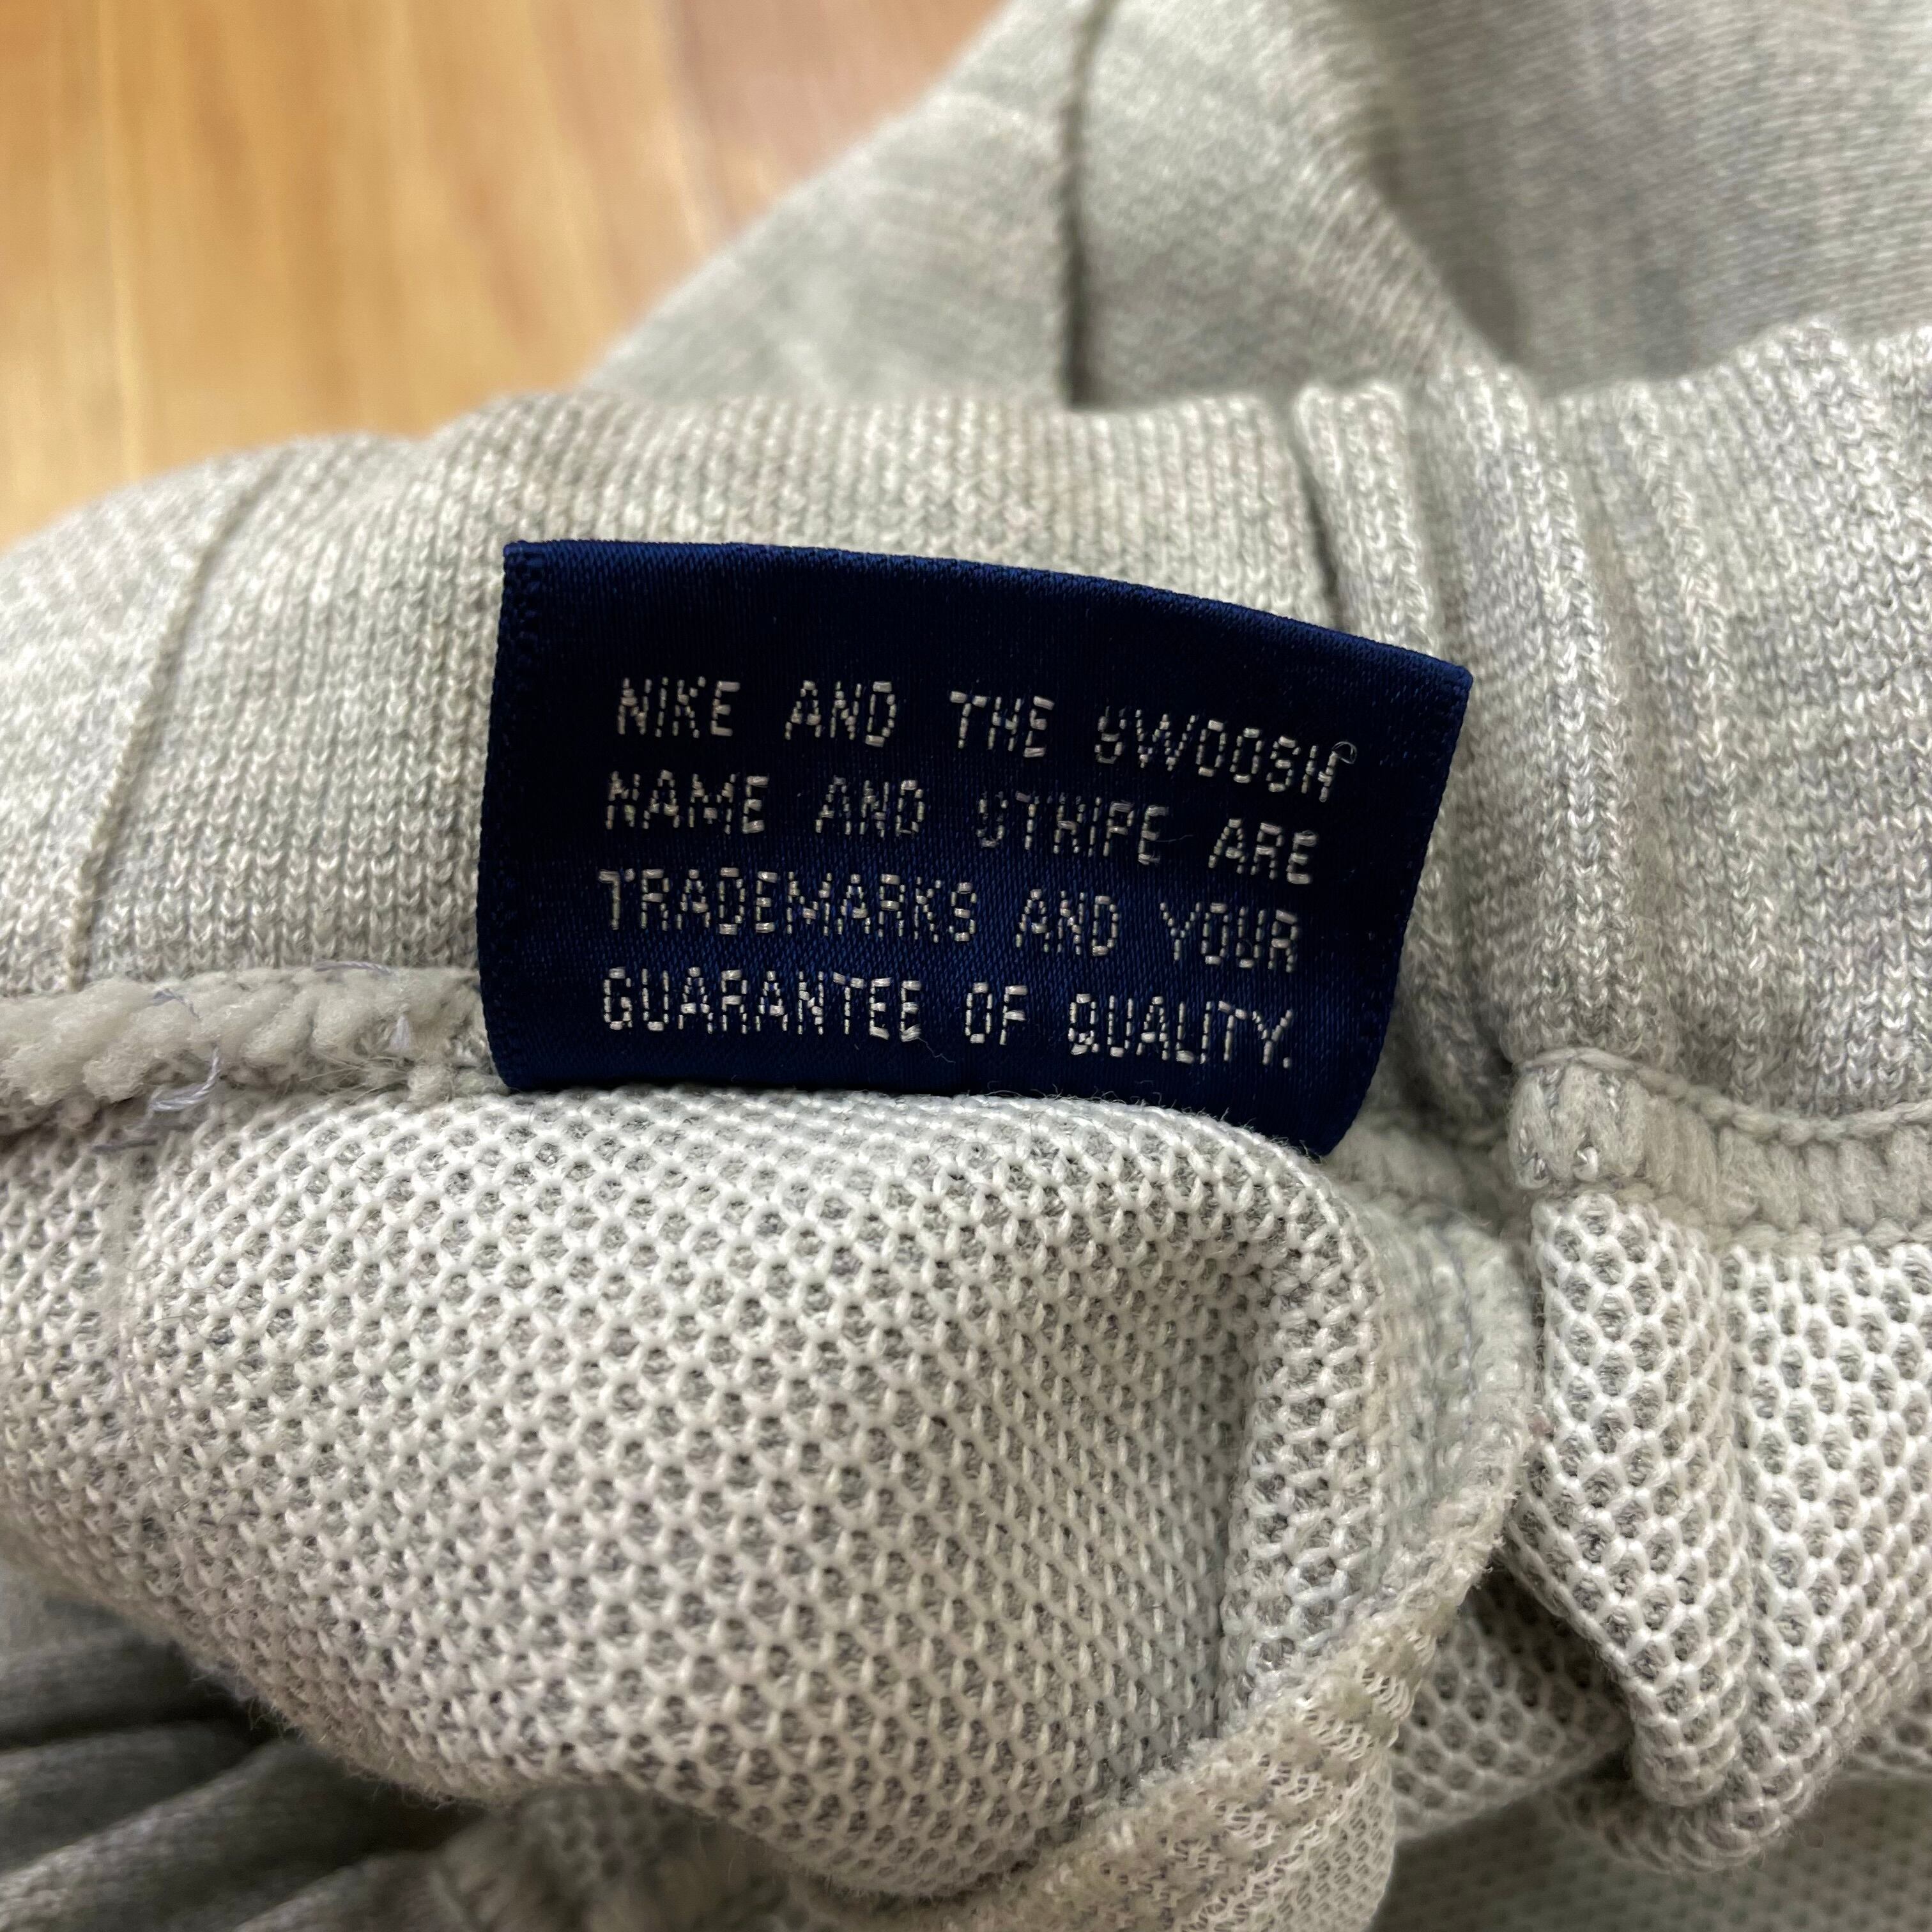 NIKE AND THE SWOOSH
NAME AND STRIPE ARE
TRADEMARKS AND YOUR
GUARANTEE OF QUALITY.